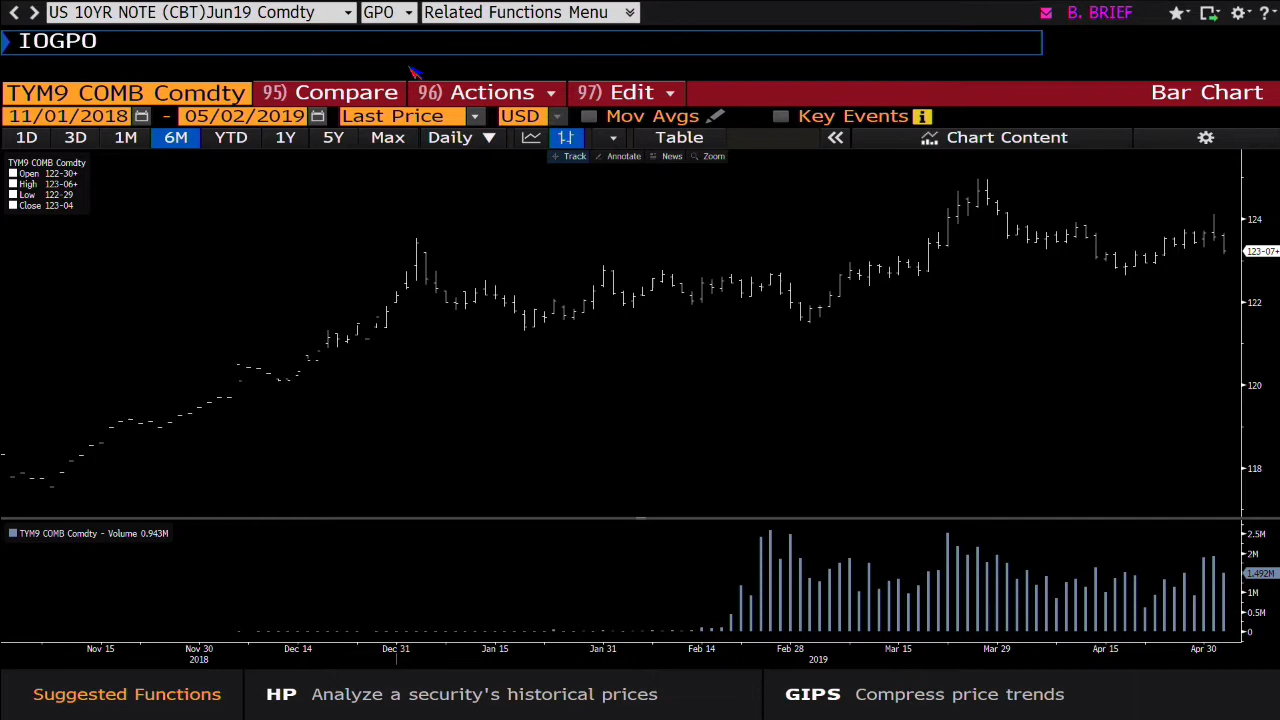 US 10YR NOTE (CBT)Jun19 Comdty GPO Related Functions Menu B. BRIEF ?
IOGPO
TYM9 COMB Comdty 95) Compare 96) Actions 97) Edit Bar Chart
11/01/2018 - 05/02/2019 Last Price USD Mov Avgs Key Events i
1D 3D 1M 6M YTD 1Y 5Y Max Daily Table « Chart Content
Track Annotate News Zoom
TYM9 COMB Comdty
Open 122-30+
High 123-06+
Low 122-29
Close 123-04
124
123-07+
122
120
118
TYM9 COMB Comdty - Volume 0.943M
2.5M
2M
1.492M
1M
0.5M
0
Nov 15 Nov 30 Dec 14 Dec 31 Jan 15 Jan 31 Feb 14 Feb 28 Mar 15 Mar 29 Apr 15 Apr 30
2018 2019
Suggested Functions HP Analyze a security's historical prices GIPS Compress price trends